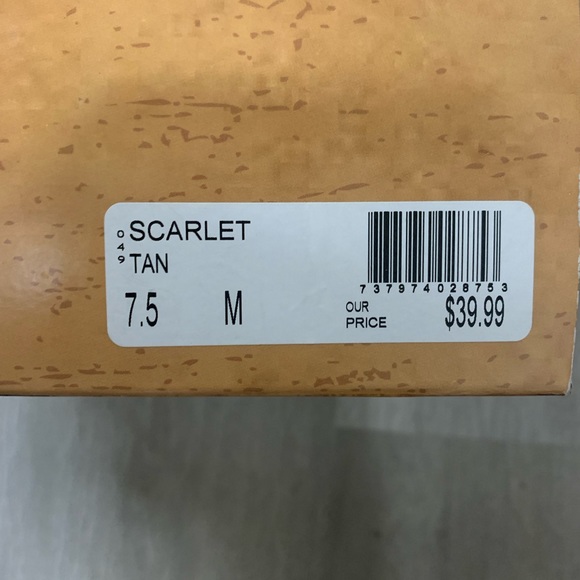 049
SCARLET
TAN
7.5 M
737974028753
OUR
PRICE
$39.99